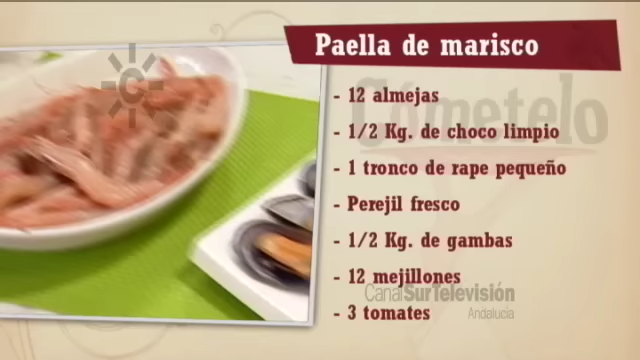 Paella de marisco
Cómetelo
- 12 almejas
- 1/2 Kg. de choco limpio
- 1 tronco de rape pequeño
- Perejil fresco
- 1/2 Kg. de gambas
- 12 mejillones
CanalSurTelevisión
Andalucía
- 3 tomates